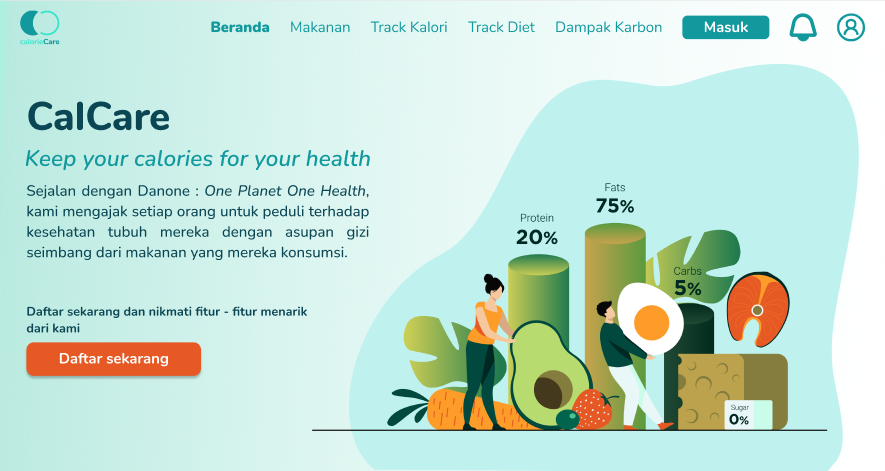 calorieCare
Beranda Makanan Track Kalori Track Diet Dampak Karbon Masuk
CalCare
Keep your calories for your health
Sejalan dengan Danone : One Planet One Health,
kami mengajak setiap orang untuk peduli terhadap
kesehatan tubuh mereka dengan asupan gizi
seimbang dari makanan yang mereka konsumsi.
Daftar sekarang dan nikmati fitur - fitur menarik
dari kami
Daftar sekarang
Fats
75%
Protein
20%
Carbs
5%
Sugar
0%